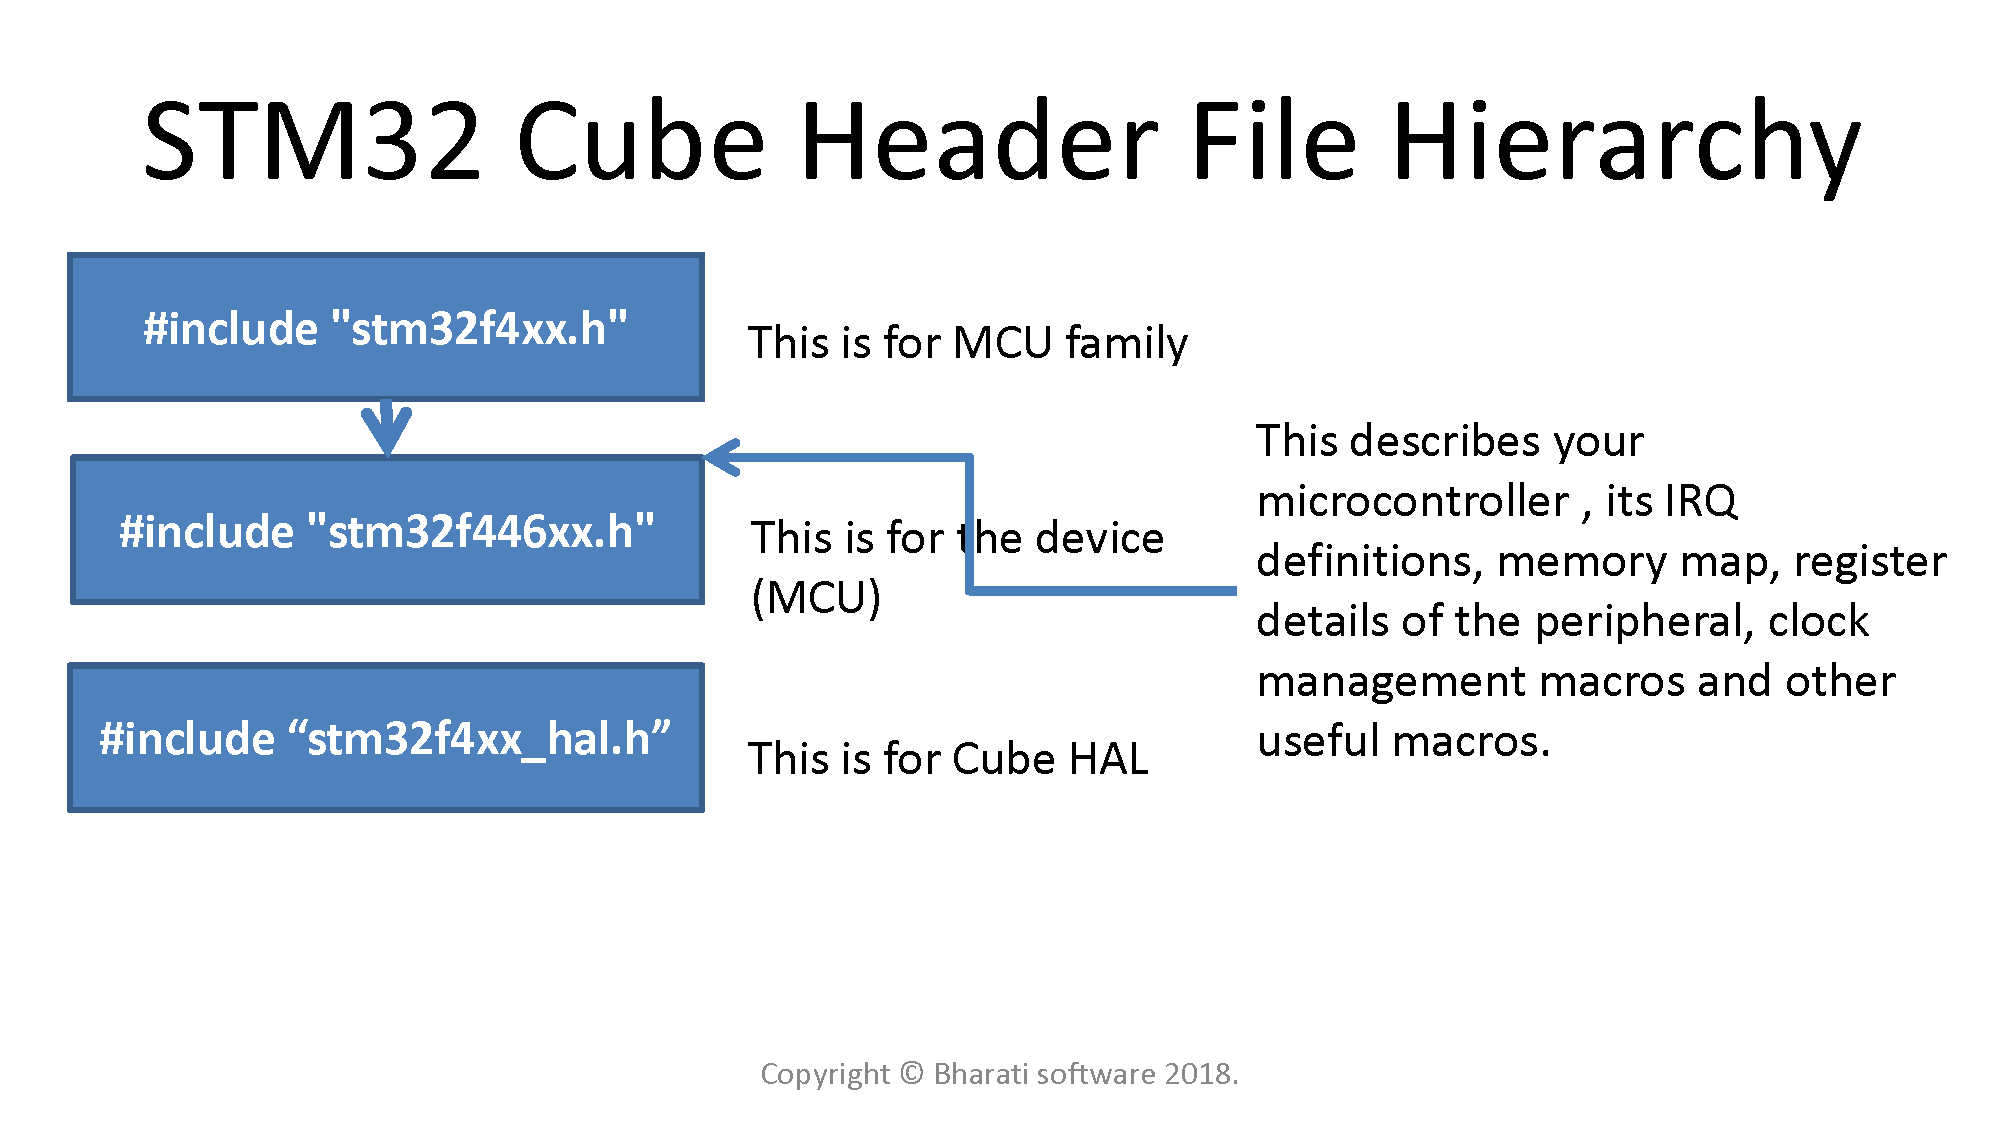 STM32 Cube Header File Hierarchy
#include "stm32f4xx.h"
This is for MCU family
#include "stm32f446xx.h"
This is for the device
(MCU)
#include “stm32f4xx_hal.h”
This is for Cube HAL
This describes your
microcontroller , its IRQ
definitions, memory map, register
details of the peripheral, clock
management macros and other
useful macros.
Copyright © Bharati software 2018.